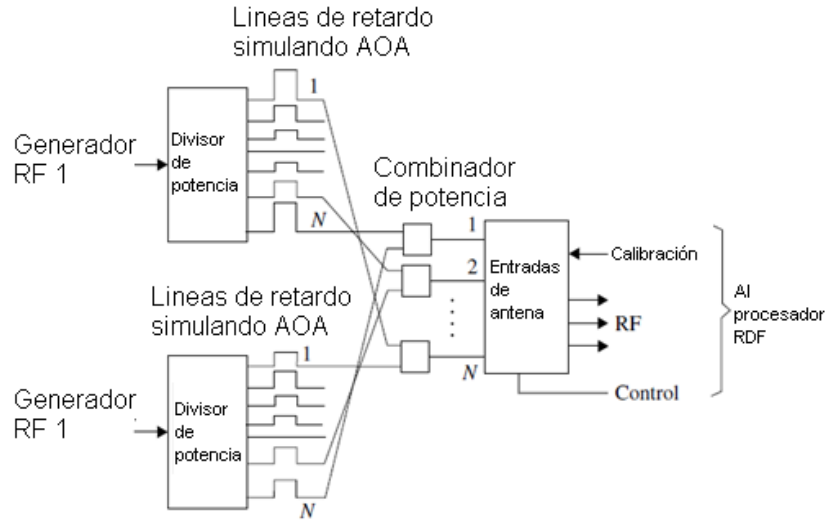 Lineas de retardo
simulando AOA
1
Divisor
de
potencia
Generador
RF 1
N
Combinador
de potencia
1
2
N
Entradas
de
antena
Calibración
RF
Control
Al
procesador
RDF
Lineas de retardo
simulando AOA
1
Divisor
de
potencia
Generador
RF 1
N